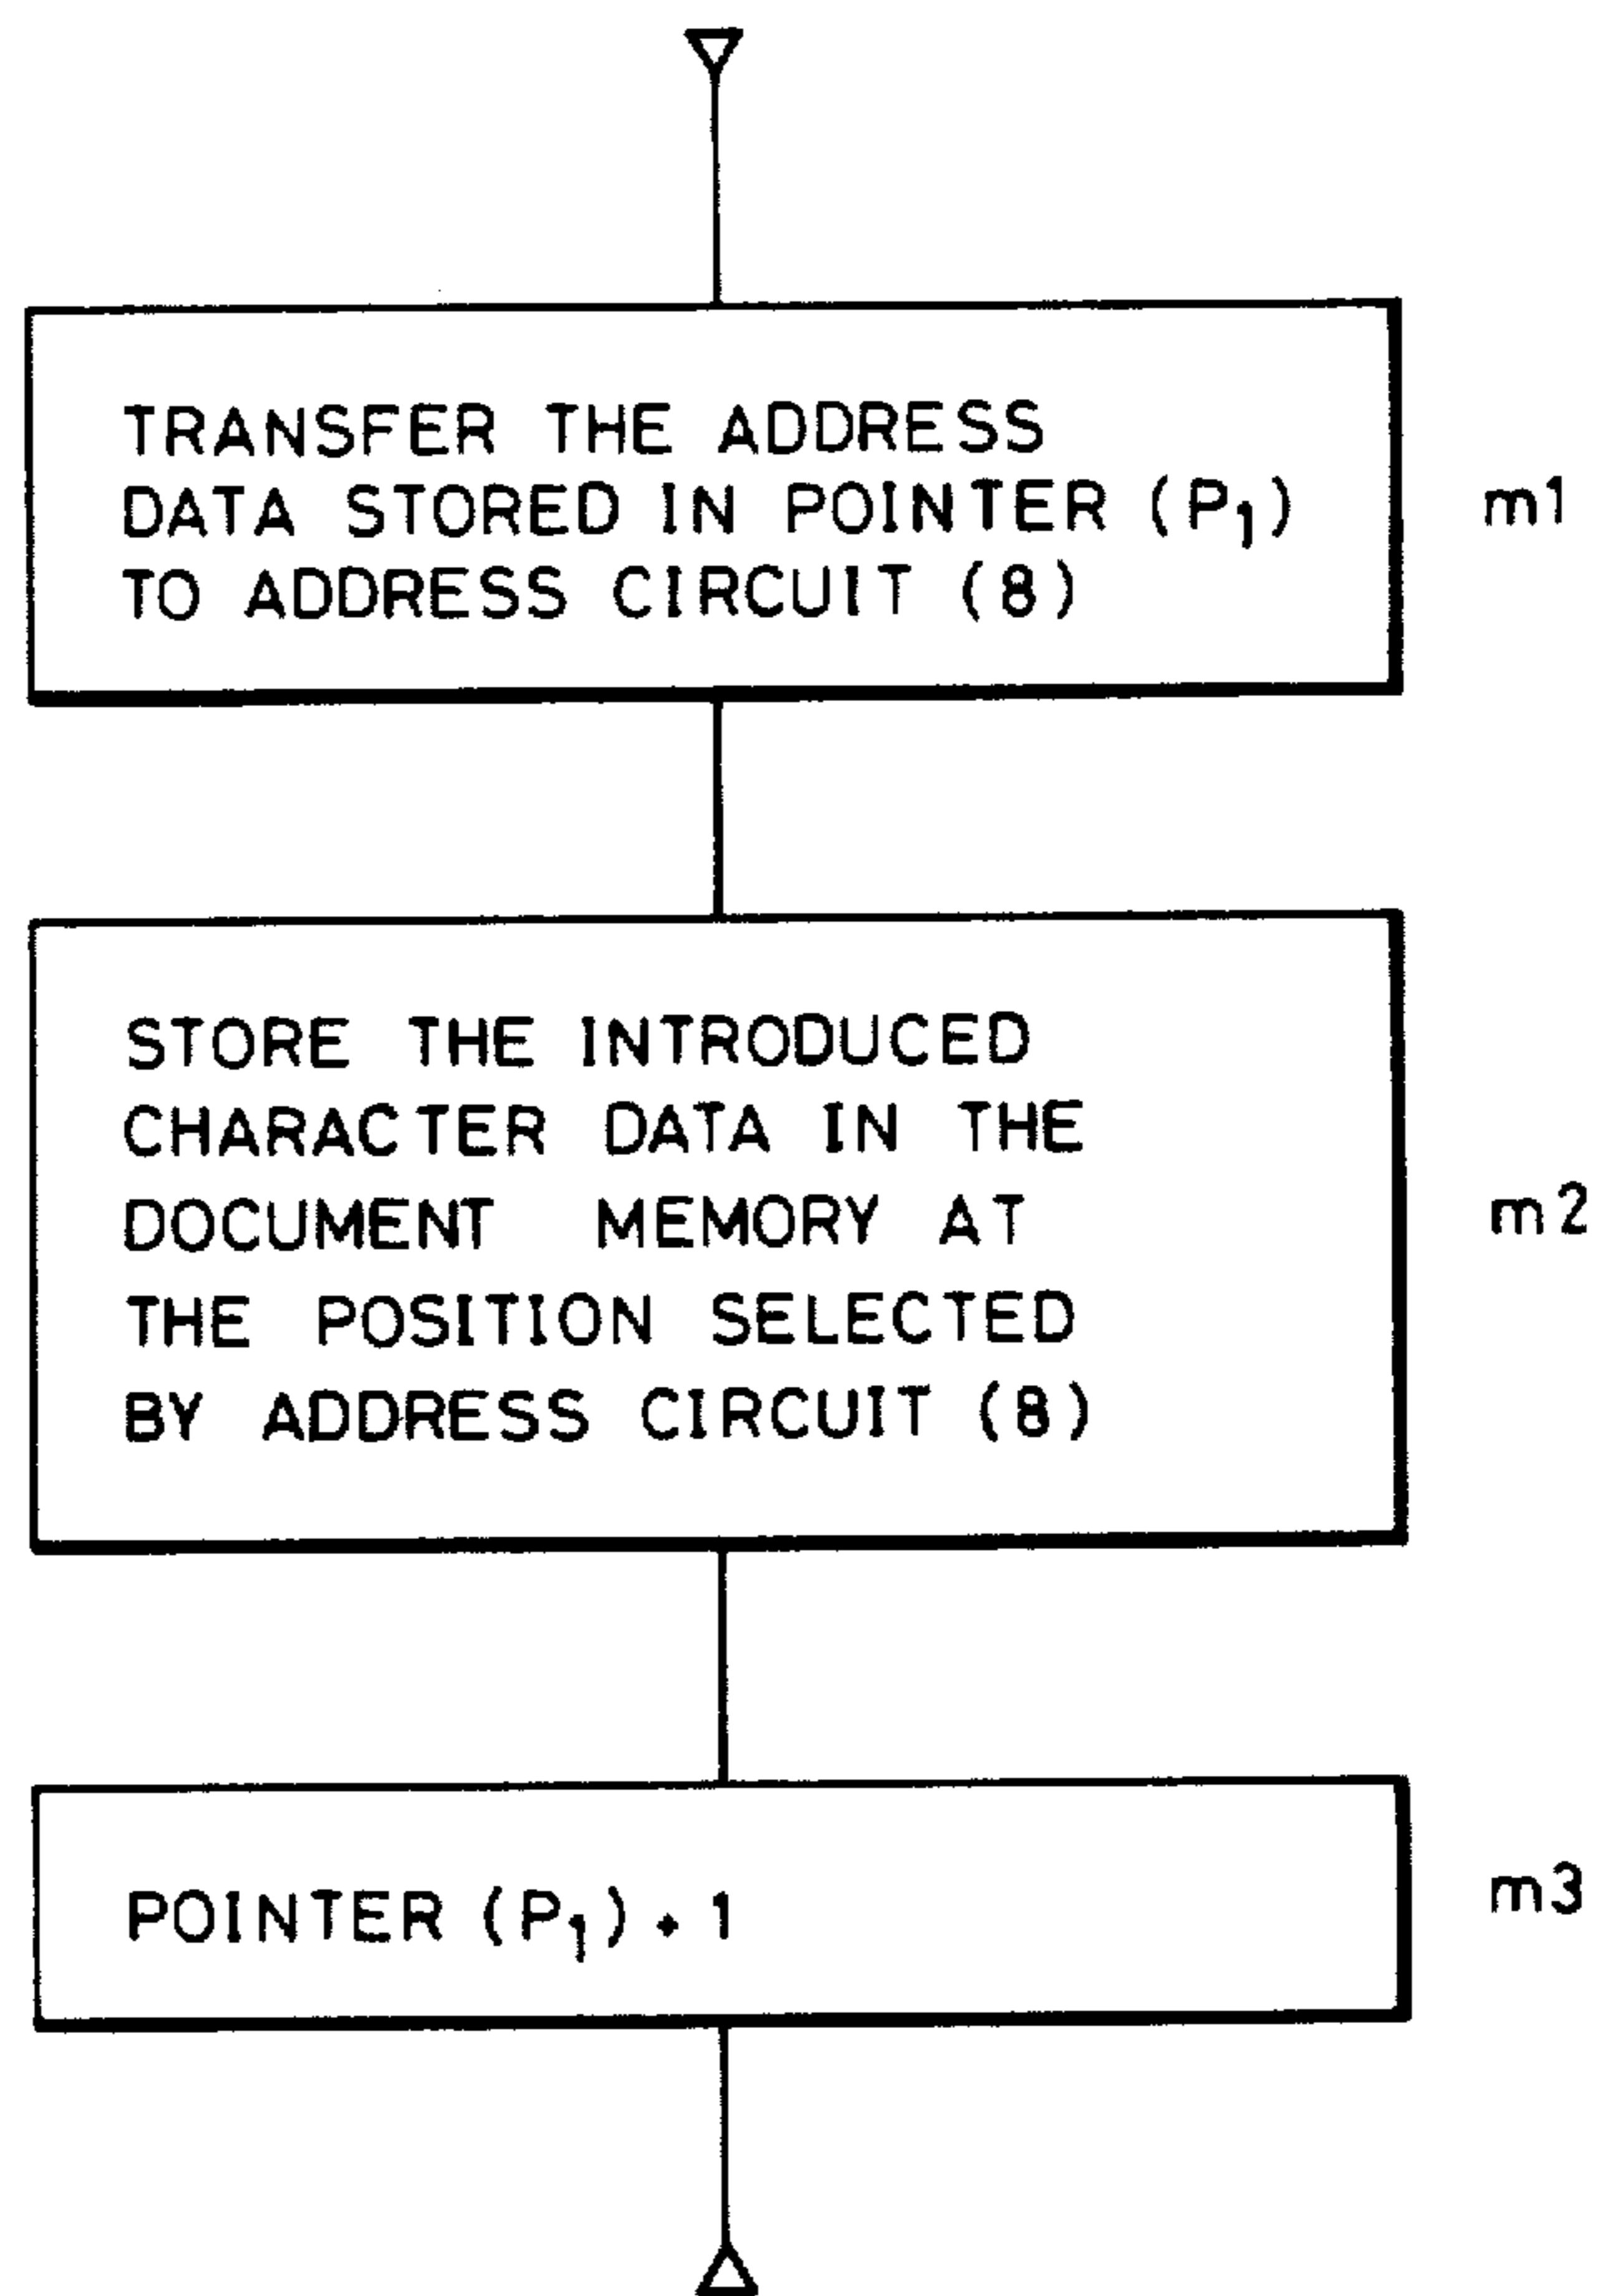 TRANSFER THE ADDRESS
DATA STORED IN POINTER (P₁)
TO ADDRESS CIRCUIT (8)
m1
STORE THE INTRODUCED
CHARACTER DATA IN THE
DOCUMENT MEMORY AT
THE POSITION SELECTED
BY ADDRESS CIRCUIT (8)
m2
POINTER (P₁) + 1
m3